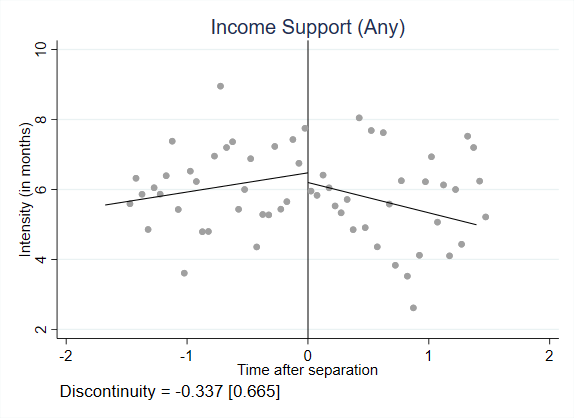 Income Support (Any)
Intensity (in months)
10
8
6
4
2
-2 -1 0 1 2
Time after separation
Discontinuity = -0.337 [0.665]